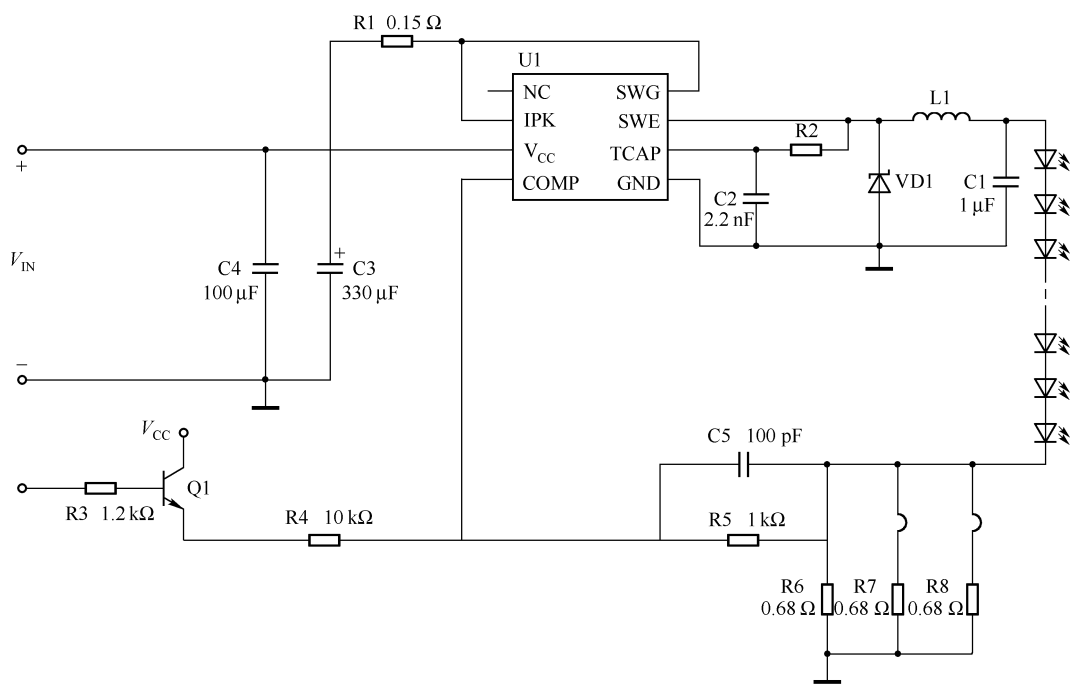 R1 0.15 Ω
U1
NC
SWG
IPK
SWE
VCC
TCAP
COMP
GND
R2
L1
C2
2.2 nF
VD1
C1
1 μF
+
VIN
−
C4
100 μF
+
C3
330 μF
VCC
Q1
R3 1.2 kΩ
R4 10 kΩ
C5 100 pF
R5 1 kΩ
R6
0.68 Ω
R7
0.68 Ω
R8
0.68 Ω